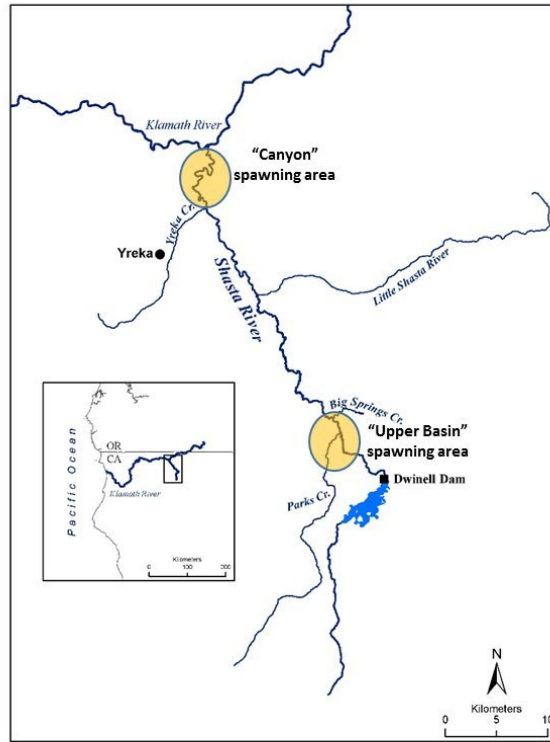 Klamath River
“Canyon”
spawning area
Yreka Cr.
Yreka
Shasta River
Little Shasta River
Big Springs Cr.
“Upper Basin”
spawning area
Dwinell Dam
Parks Cr.
Pacific Ocean
OR
CA
Klamath River
Kilometers
0 100 200
N
Kilometers
0 5 10